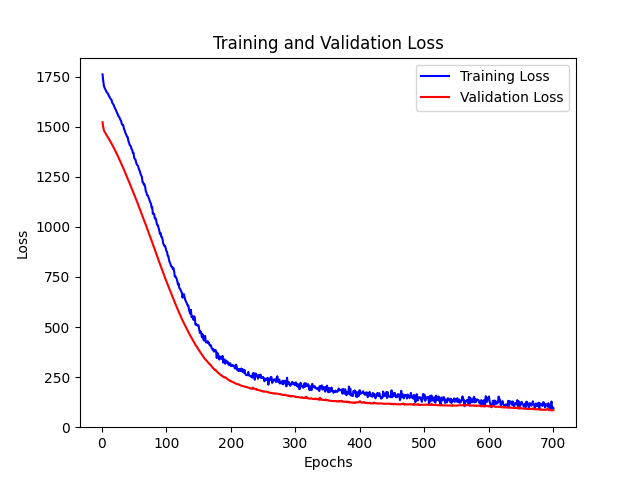 Training and Validation Loss
Training Loss
Validation Loss
1750
1500
1250
1000
750
500
250
0
Loss
0 100 200 300 400 500 600 700
Epochs